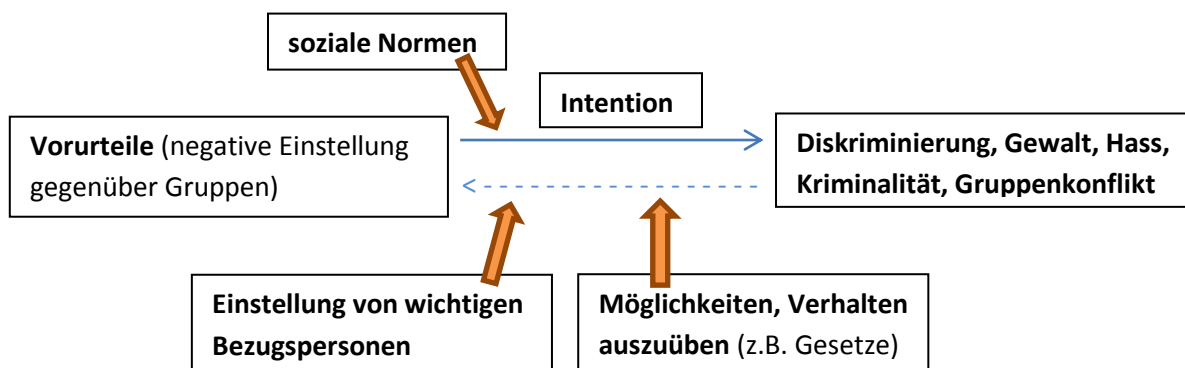 soziale Normen
Intention
Vorurteile (negative Einstellung
gegenüber Gruppen)
Diskriminierung, Gewalt, Hass,
Kriminalität, Gruppenkonflikt
Einstellung von wichtigen
Bezugspersonen
Möglichkeiten, Verhalten
auszuüben (z.B. Gesetze)